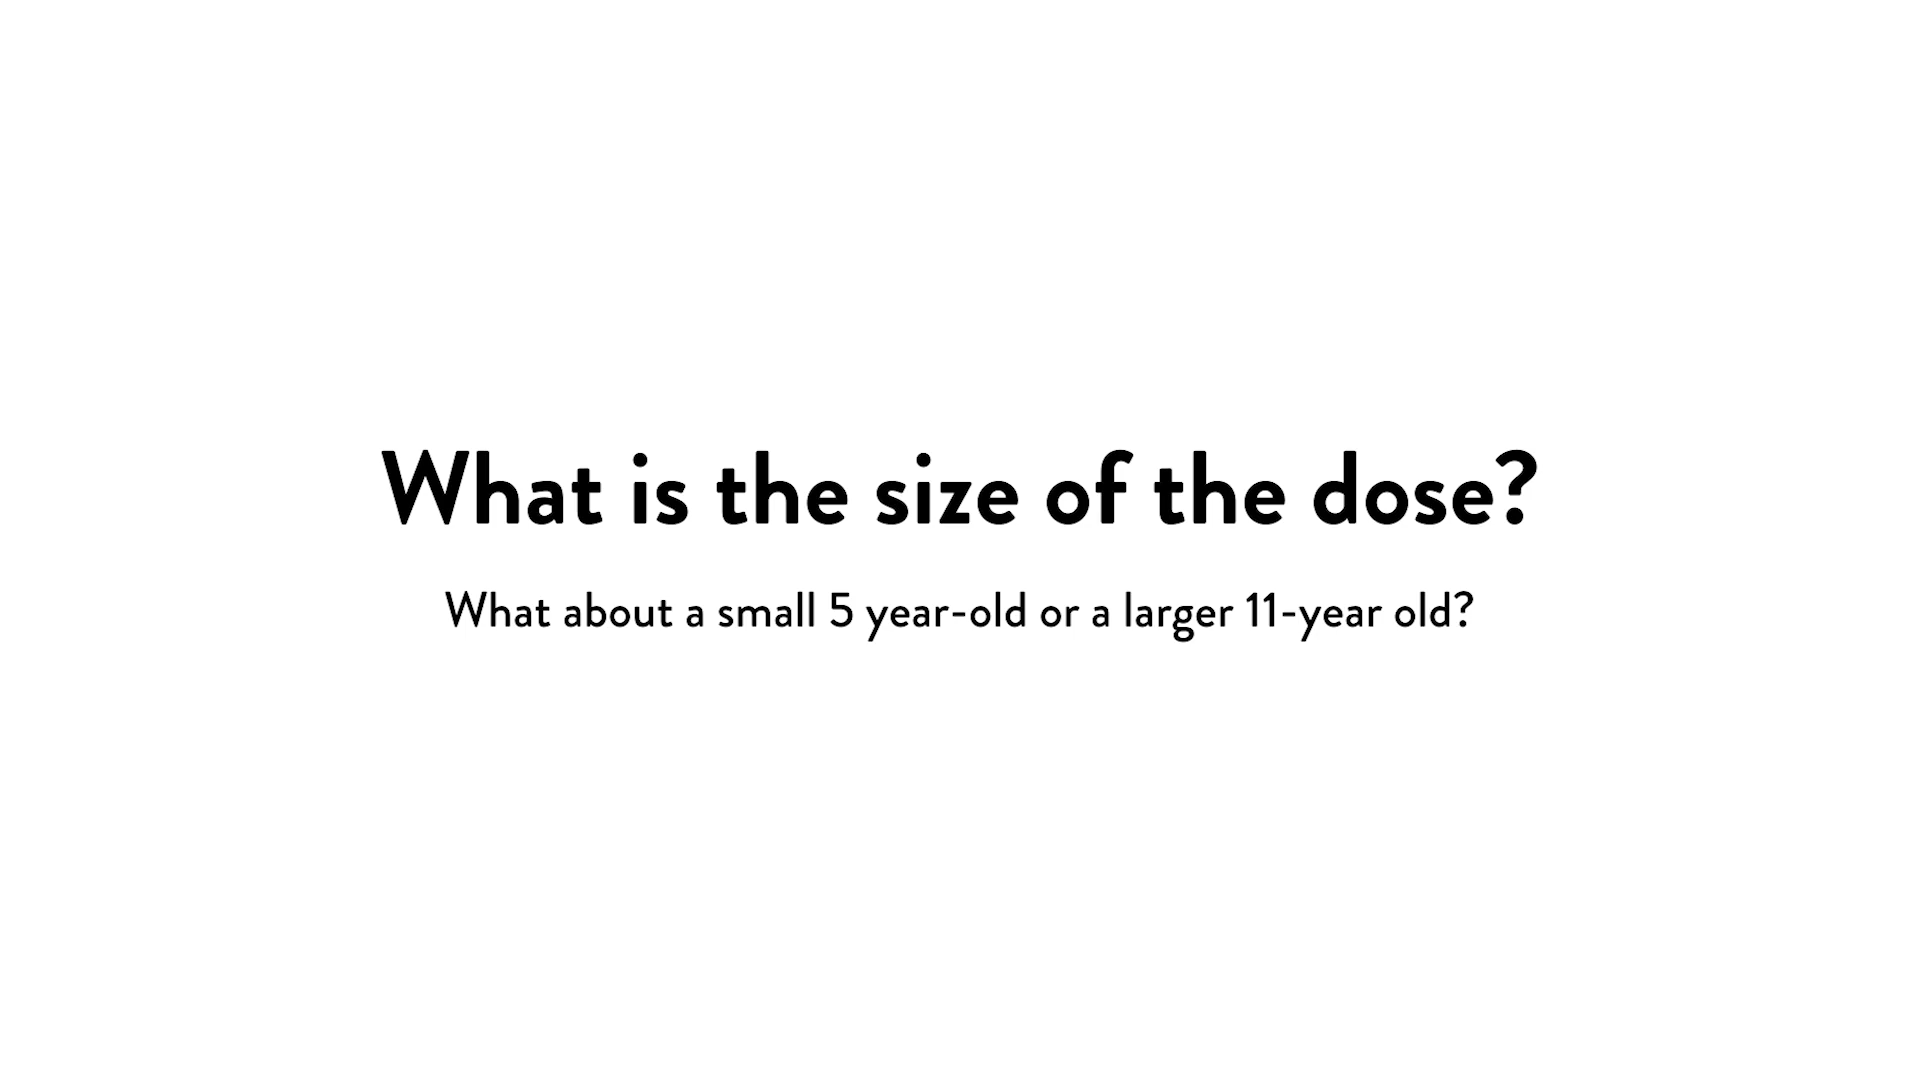 What is the size of the dose?
What about a small 5 year-old or a larger 11-year old?